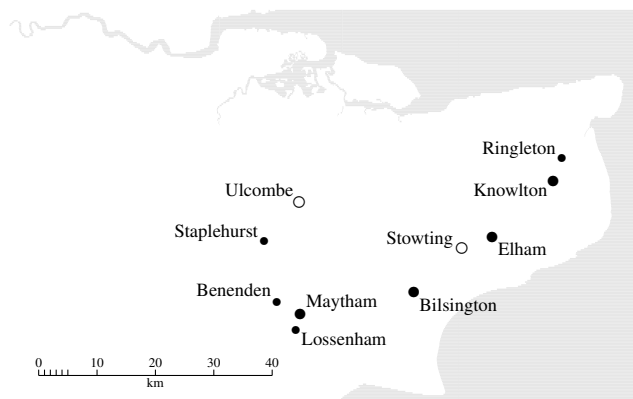 Ringleton
Knowlton
Ulcombe
Staplehurst
Stowting
Elham
Benenden
Maytham
Bilsington
Lossenham
0 10 20 30 40
km